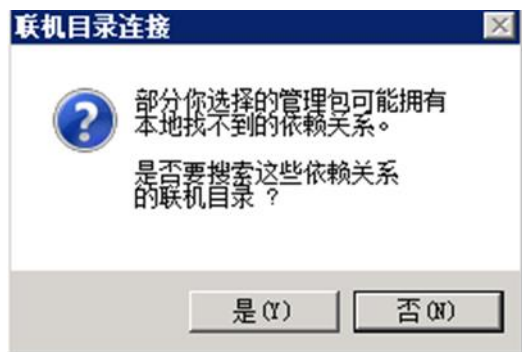 联机目录连接
部分你选择的管理包可能拥有
本地找不到的依赖关系。
是否要搜索这些依赖关系
的联机目录 ？
是(Y)
否(N)